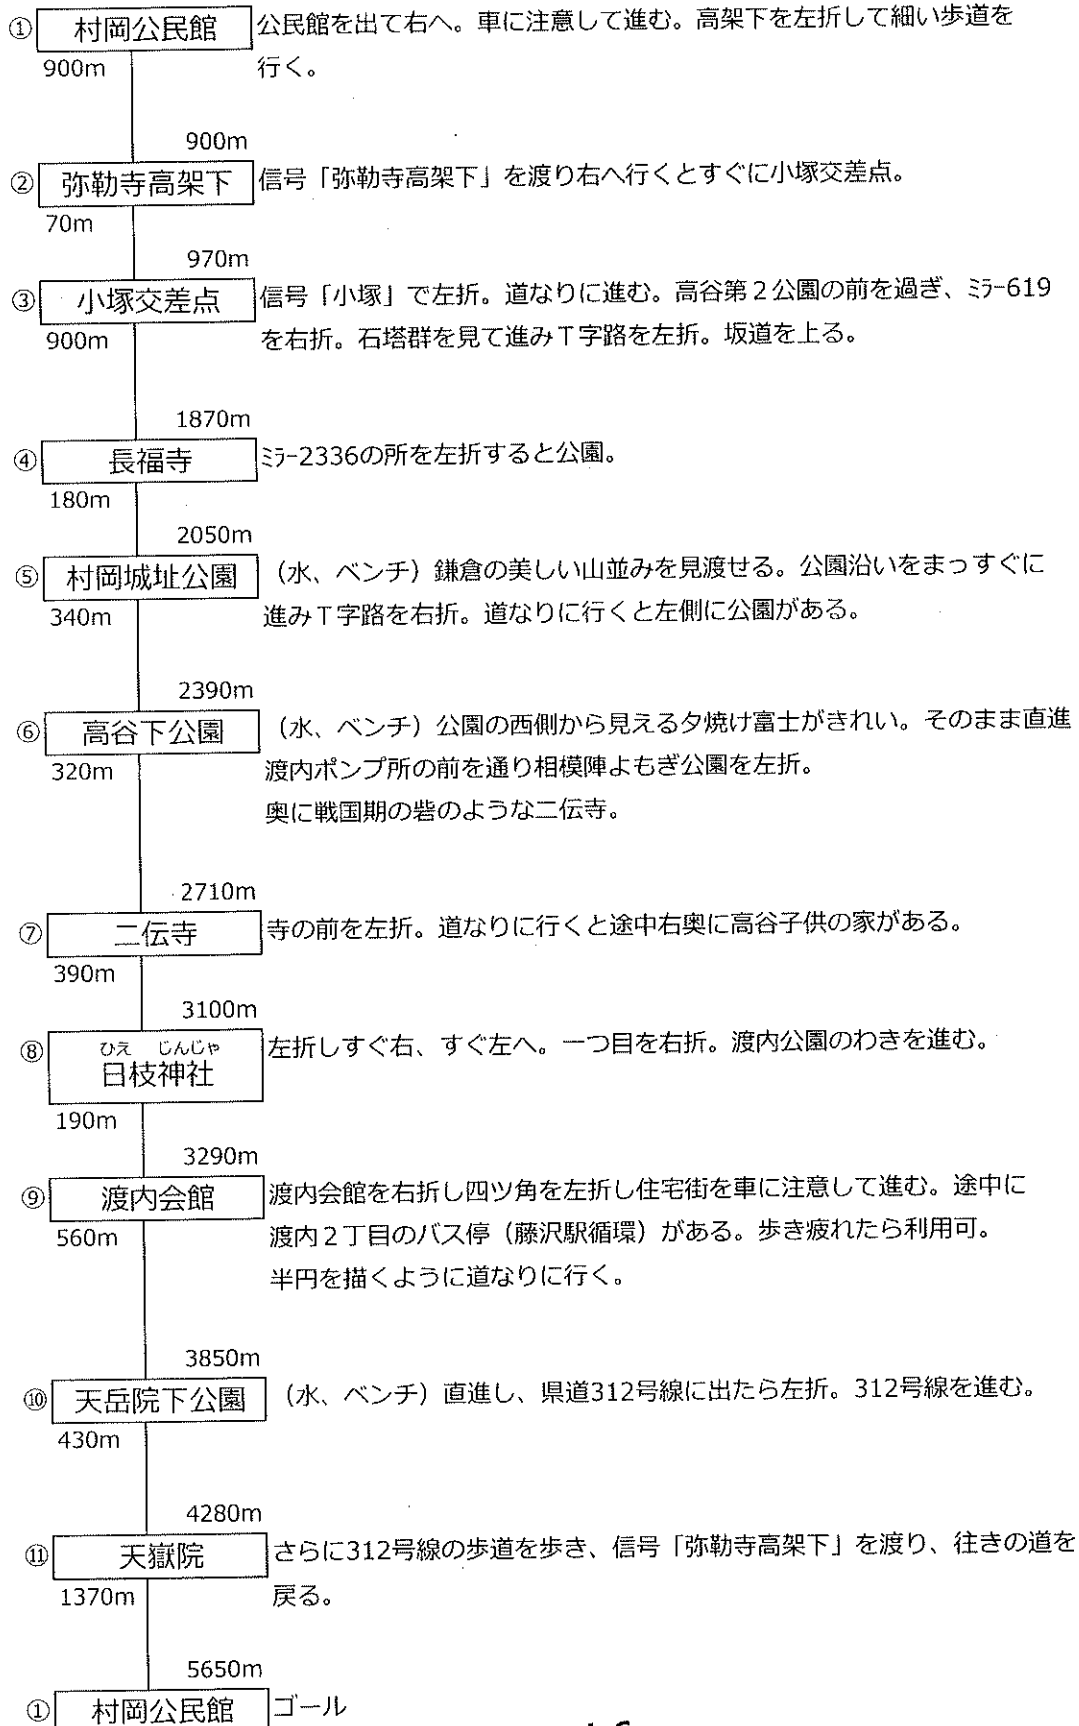 ① 村岡公民館 公民館を出て右へ。車に注意して進む。高架下を左折して細い歩道を
900m 行く。
900m
② 弥勒寺高架下 信号「弥勒寺高架下」を渡り右へ行くとすぐに小塚交差点。
70m
970m
③ 小塚交差点 信号「小塚」で左折。道なりに進む。高谷第2公園の前を過ぎ、ﾐﾗｰ619
900m を右折。石塔群を見て進みT字路を左折。坂道を上る。
1870m
④ 長福寺 ﾐﾗｰ2336の所を左折すると公園。
180m
2050m
⑤ 村岡城址公園 （水、ベンチ）鎌倉の美しい山並みを見渡せる。公園沿いをまっすぐに
340m 進みT字路を右折。道なりに行くと左側に公園がある。
2390m
⑥ 高谷下公園 （水、ベンチ）公園の西側から見える夕焼け富士がきれい。そのまま直進
320m 渡内ポンプ所の前を通り相模陣よもぎ公園を左折。
奥に戦国期の砦のような二伝寺。
2710m
⑦ 二伝寺 寺の前を左折。道なりに行くと途中右奥に高谷子供の家がある。
390m
3100m
ひえ じんじゃ
⑧ 日枝神社 左折しすぐ右、すぐ左へ。一つ目を右折。渡内公園のわきを進む。
190m
3290m
⑨ 渡内会館 渡内会館を右折し四ツ角を左折し住宅街を車に注意して進む。途中に
560m 渡内2丁目のバス停（藤沢駅循環）がある。歩き疲れたら利用可。
半円を描くように道なりに行く。
3850m
⑩ 天岳院下公園 （水、ベンチ）直進し、県道312号線に出たら左折。312号線を進む。
430m
4280m
⑪ 天嶽院 さらに312号線の歩道を歩き、信号「弥勒寺高架下」を渡り、往きの道を
1370m 戻る。
5650m
① 村岡公民館 ゴール